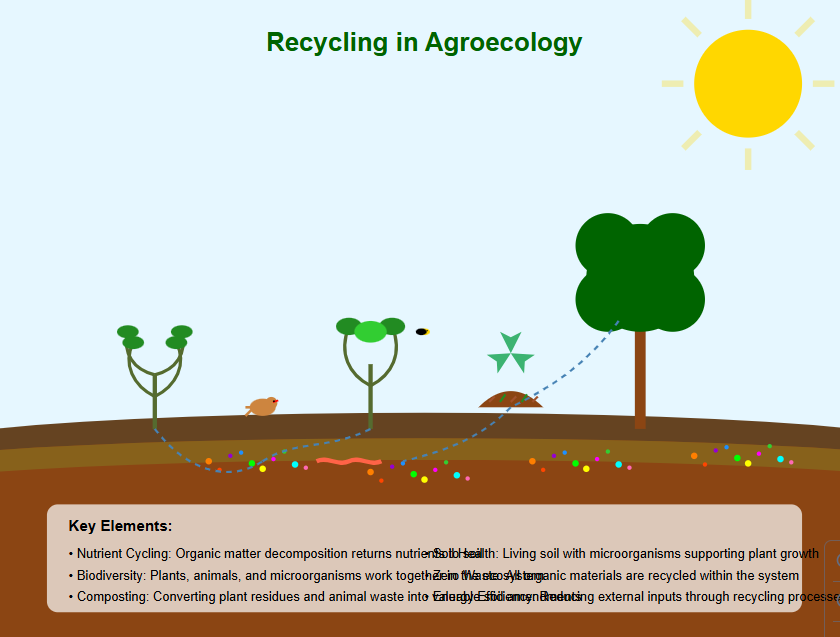 Recycling in Agroecology
Key Elements:
• Nutrient Cycling: Organic matter decomposition returns nutrients to soil
• Biodiversity: Plants, animals, and microorganisms work together in this ecosystem
• Composting: Converting plant residues and animal waste into valuable soil amendments
• Soil Health: Living soil with microorganisms supporting plant growth
• Zero Waste: All organic materials are recycled within the system
• Energy Efficiency: Reducing external inputs through recycling